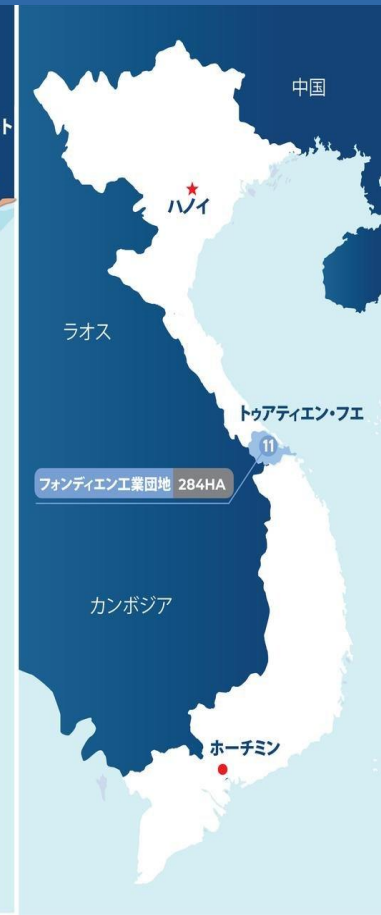 ト
中国
ハノイ
ラオス
トゥアティエン・フエ
11
フォンディエン工業団地 284HA
カンボジア
ホーチミン